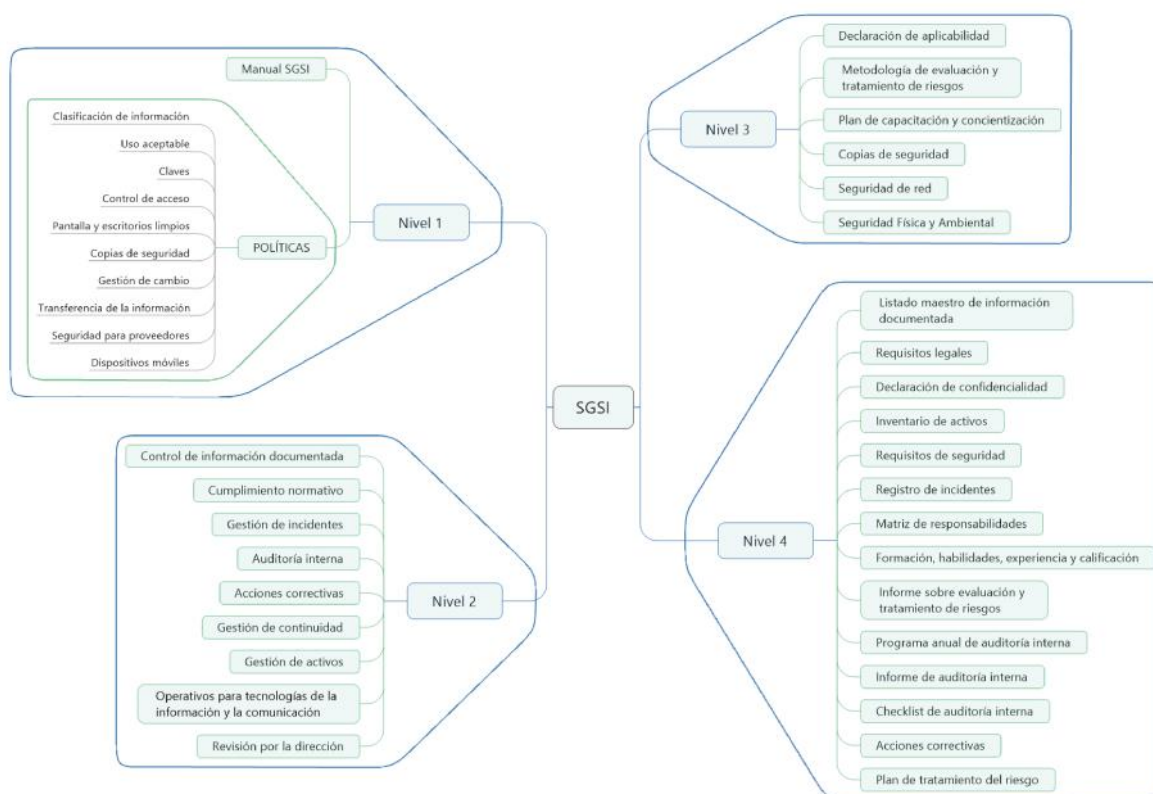 Manual SGSI
Clasificación de información
Uso aceptable
Claves
Control de acceso
Pantalla y escritorios limpios
Copias de seguridad
Gestión de cambio
Transferencia de la información
Seguridad para proveedores
Dispositivos móviles
POLÍTICAS
Nivel 1
Control de información documentada
Cumplimiento normativo
Gestión de incidentes
Auditoría interna
Acciones correctivas
Gestión de continuidad
Gestión de activos
Operativos para tecnologías de la
información y la comunicación
Revisión por la dirección
Nivel 2
SGSI
Nivel 3
Declaración de aplicabilidad
Metodología de evaluación y
tratamiento de riesgos
Plan de capacitación y concientización
Copias de seguridad
Seguridad de red
Seguridad Física y Ambiental
Nivel 4
Listado maestro de información
documentada
Requisitos legales
Declaración de confidencialidad
Inventario de activos
Requisitos de seguridad
Registro de incidentes
Matriz de responsabilidades
Formación, habilidades, experiencia y calificación
Informe sobre evaluación y
tratamiento de riesgos
Programa anual de auditoría interna
Informe de auditoría interna
Checklist de auditoría interna
Acciones correctivas
Plan de tratamiento del riesgo